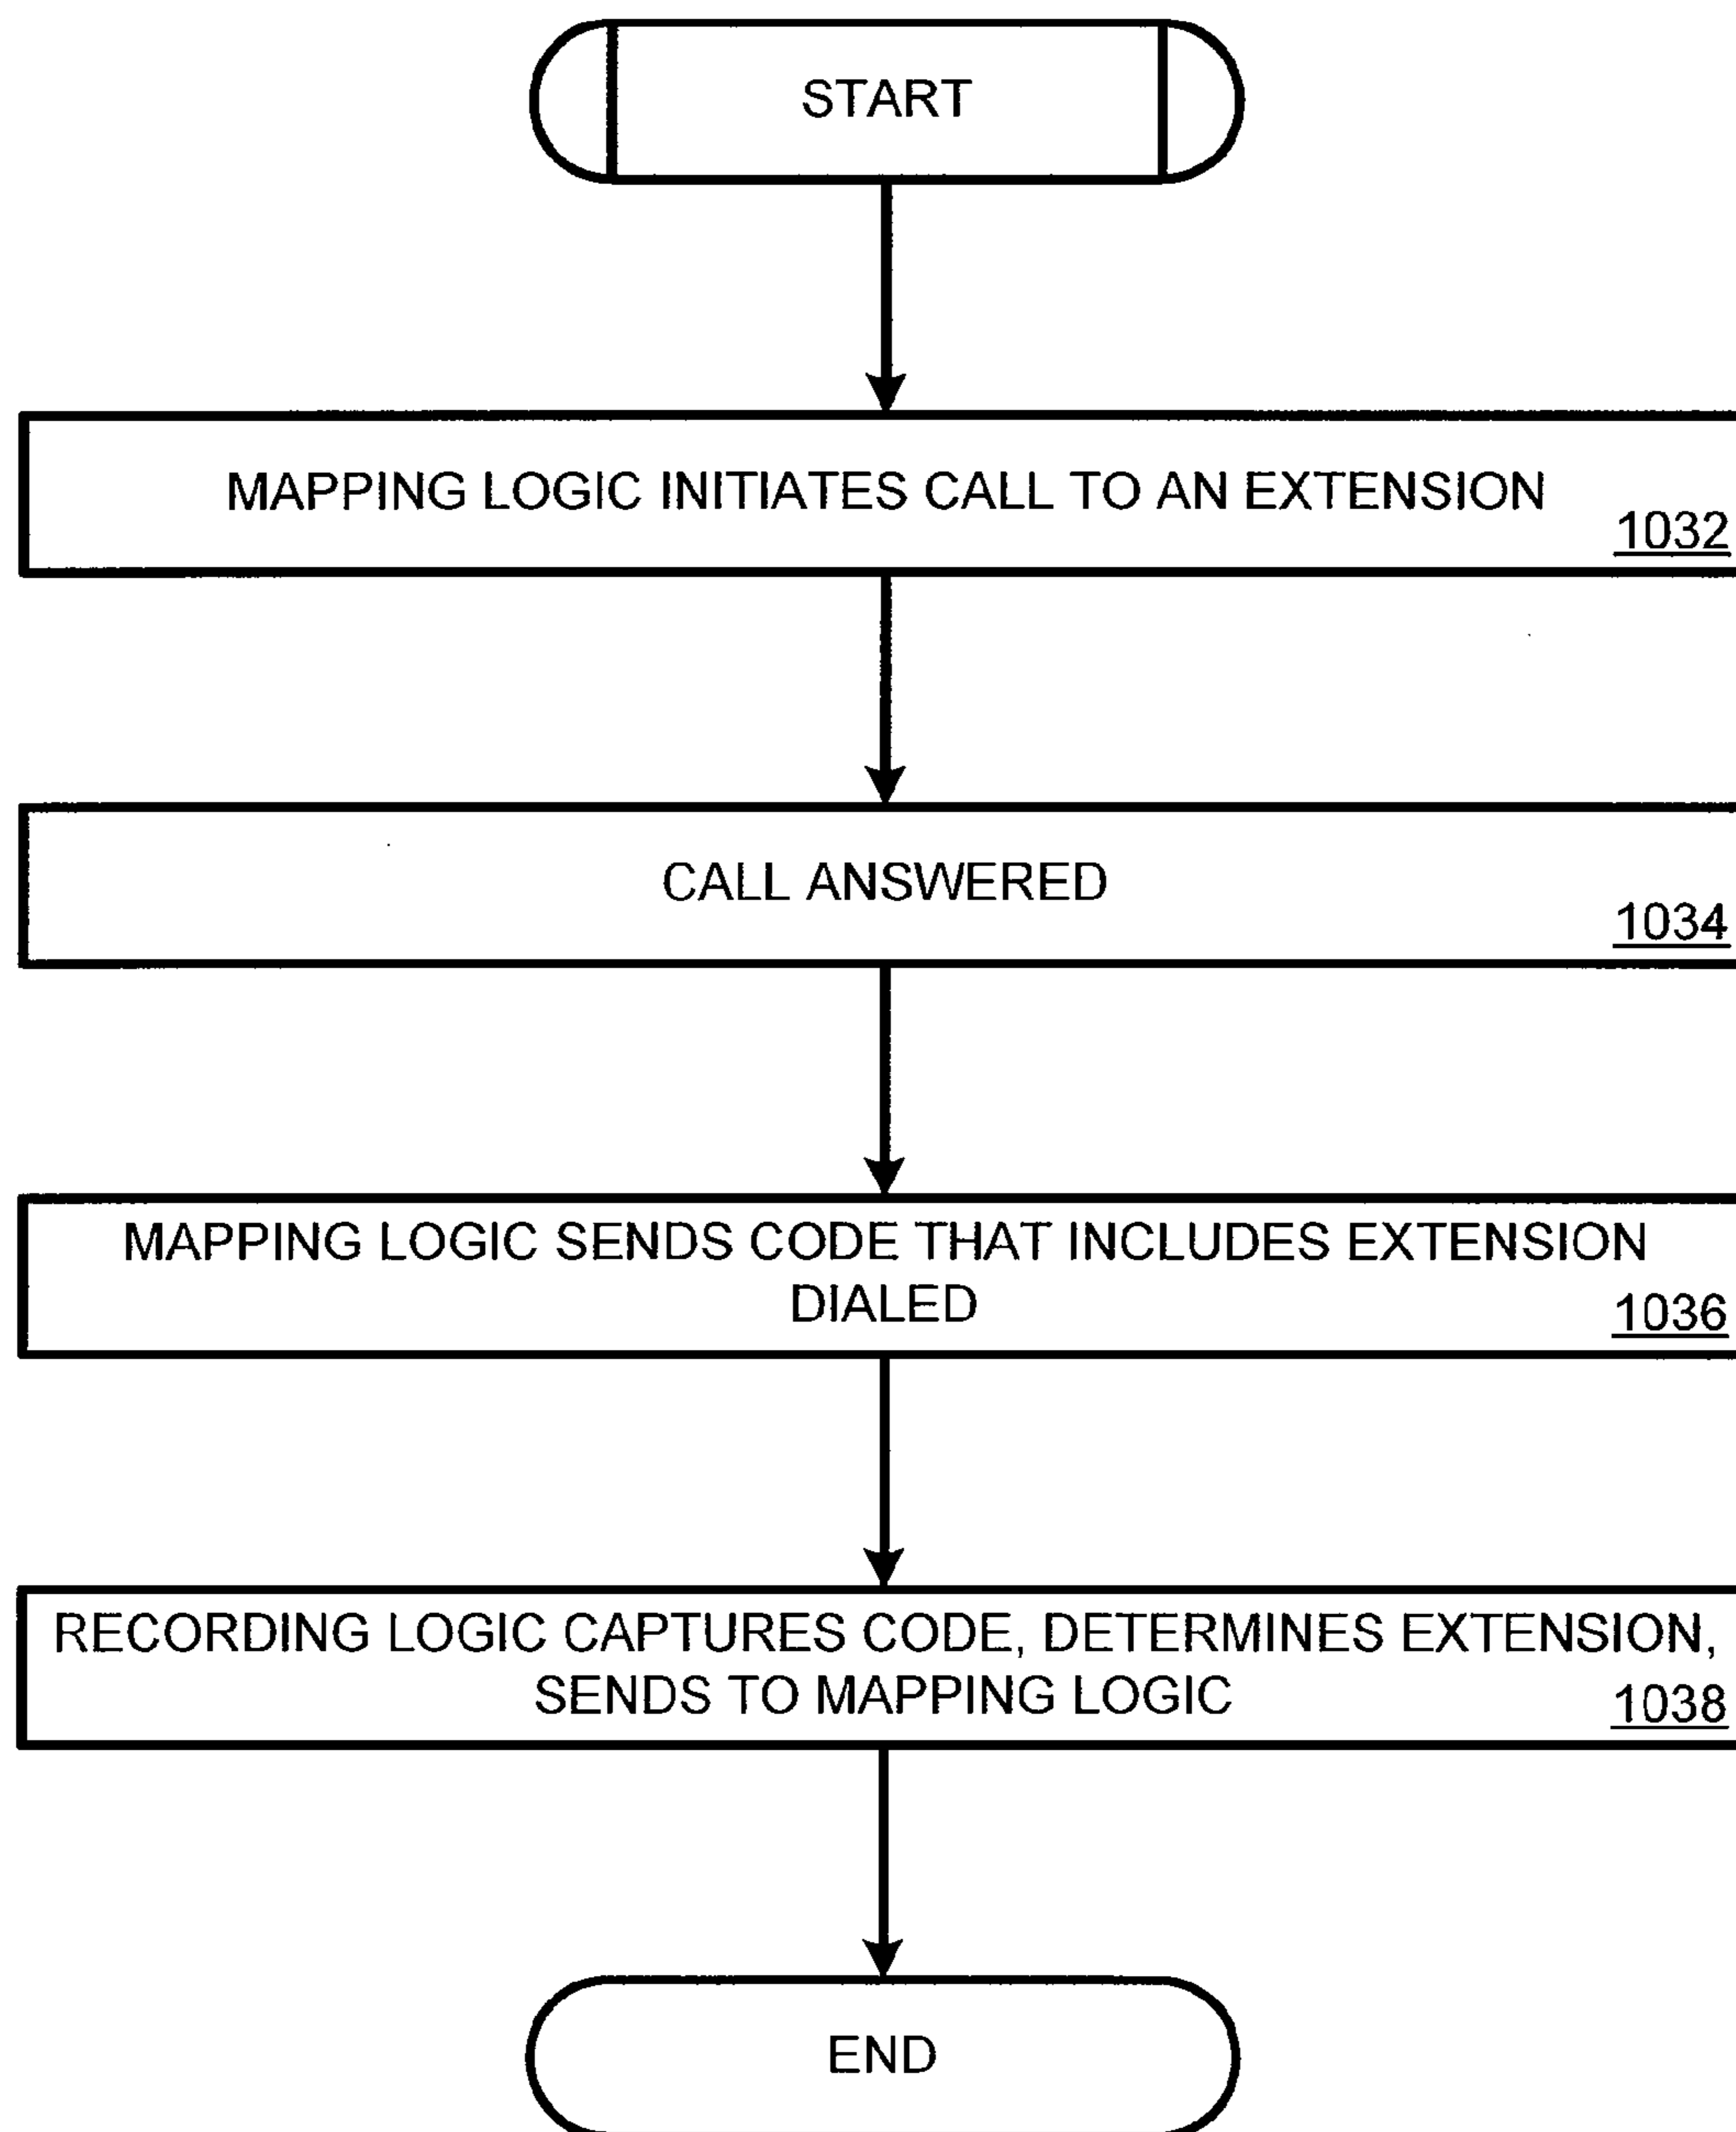 START
MAPPING LOGIC INITIATES CALL TO AN EXTENSION
1032
CALL ANSWERED
1034
MAPPING LOGIC SENDS CODE THAT INCLUDES EXTENSION
DIALED
1036
RECORDING LOGIC CAPTURES CODE, DETERMINES EXTENSION,
SENDS TO MAPPING LOGIC
1038
END